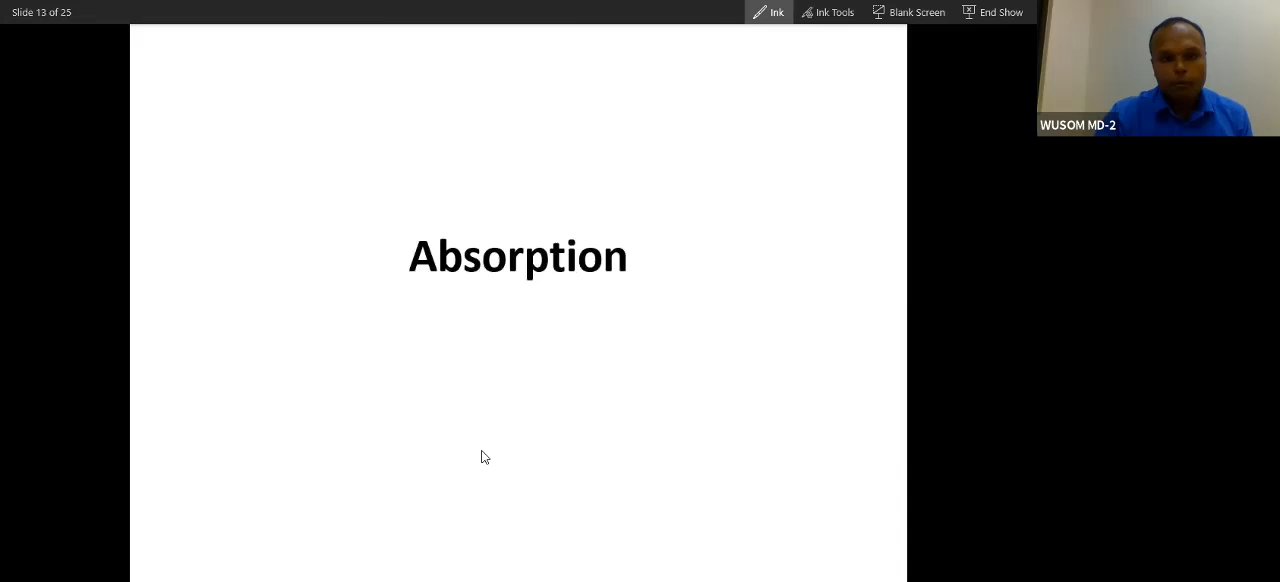 Slide 13 of 25
Ink
Ink Tools
Blank Screen
End Show
WUSOM MD-2
Absorption